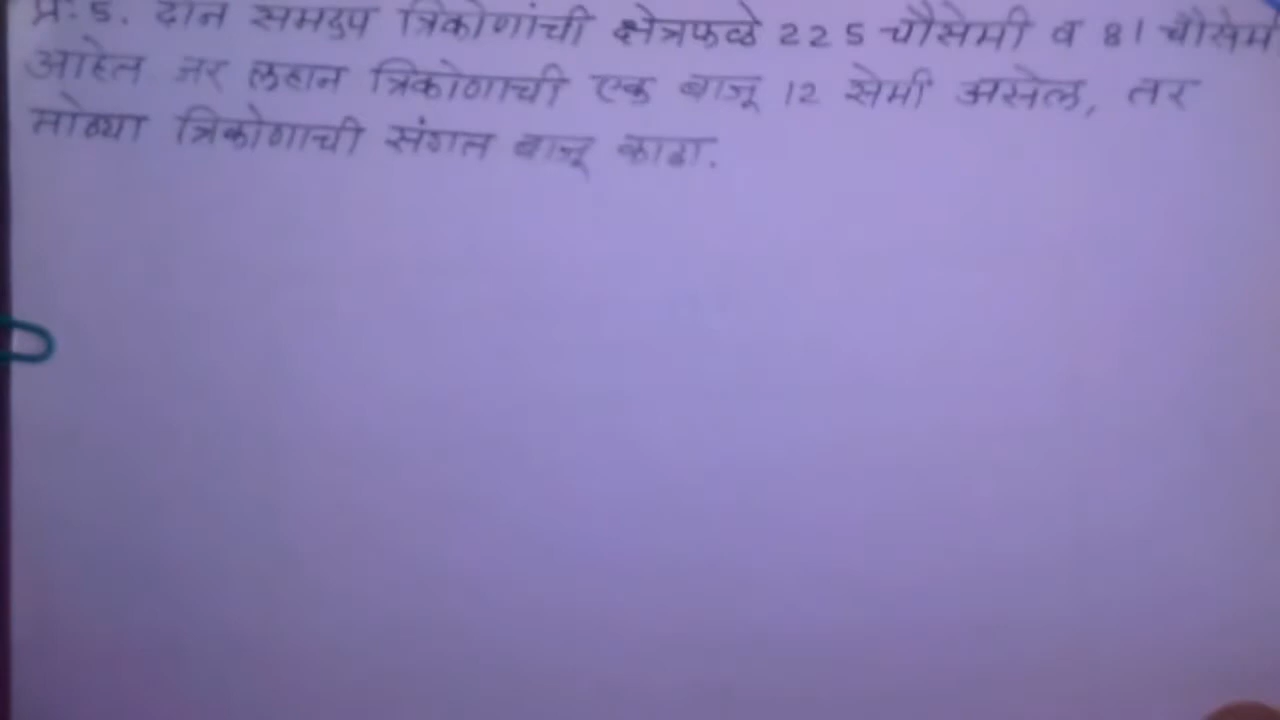 प्र. 5. दोन समरूप त्रिकोणांची क्षेत्रफळे 225 चौसेमी व 81 चौसेमी
आहेत जर लहान त्रिकोणाची एक बाजू 12 सेमी असेल, तर
मोठ्या त्रिकोणाची संगत बाजू काढा.